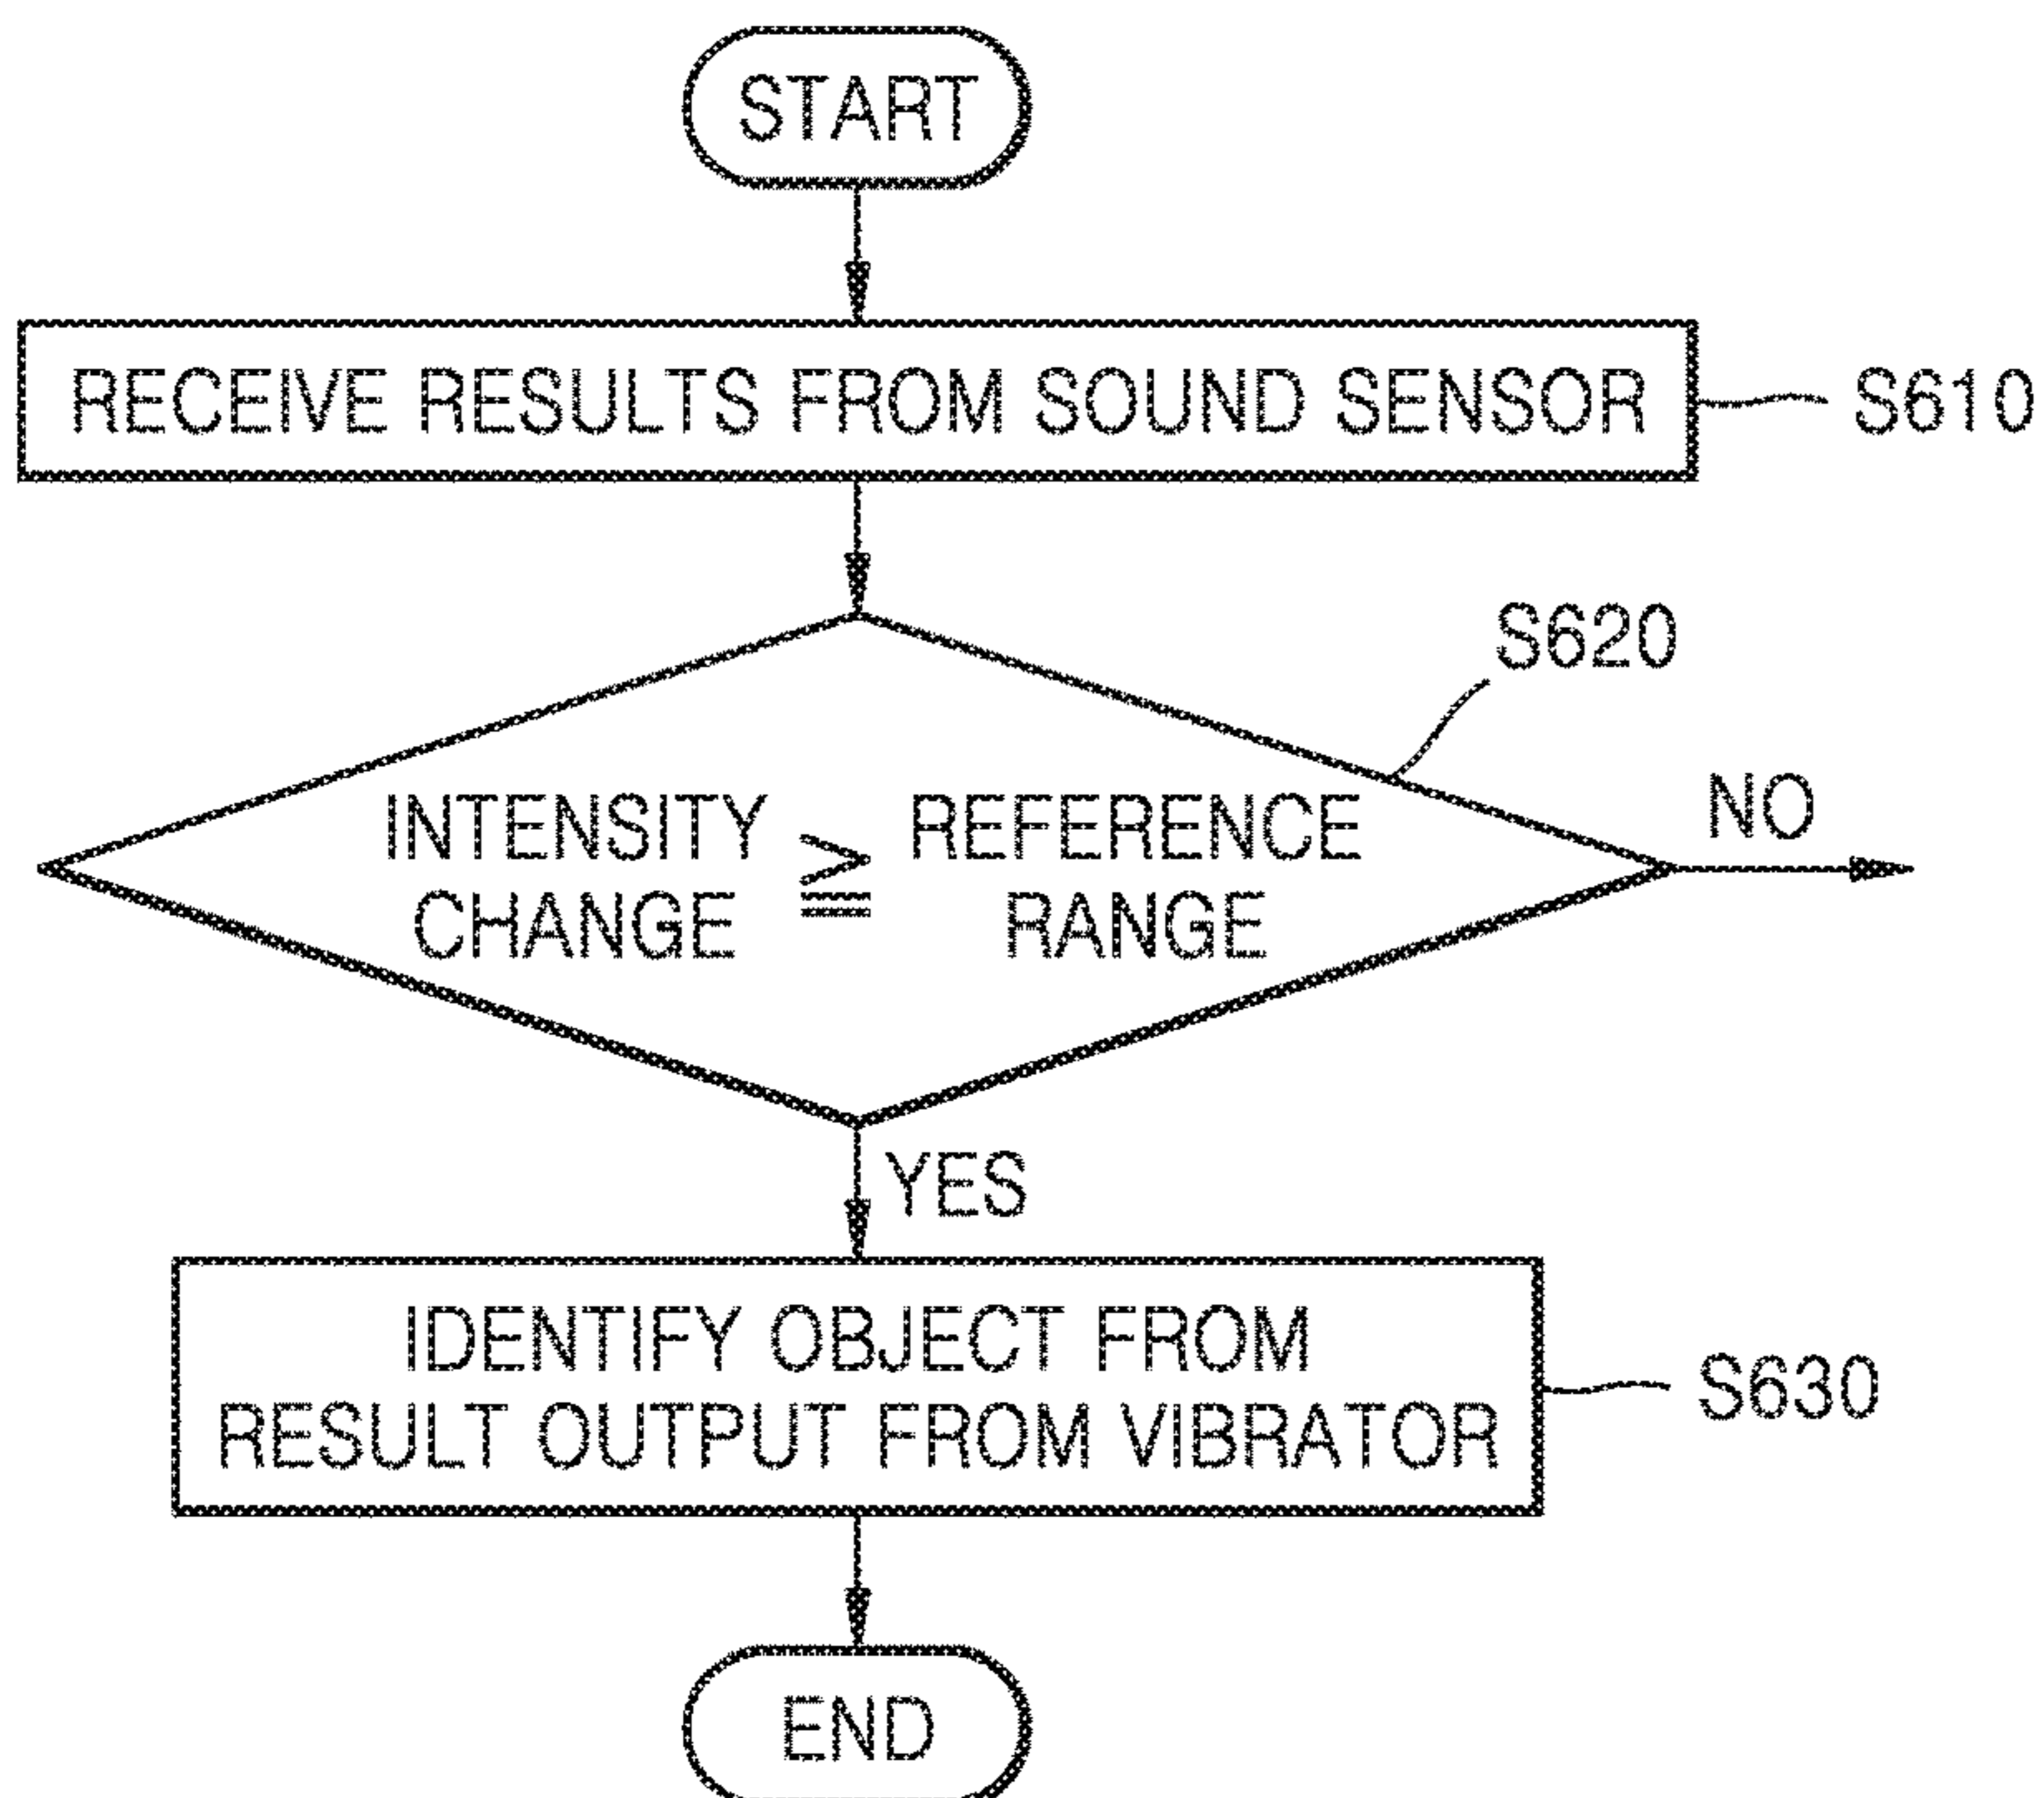 START
RECEIVE RESULTS FROM SOUND SENSOR
S610
S620
INTENSITY CHANGE ≧ REFERENCE RANGE
NO
YES
IDENTIFY OBJECT FROM
RESULT OUTPUT FROM VIBRATOR
S630
END